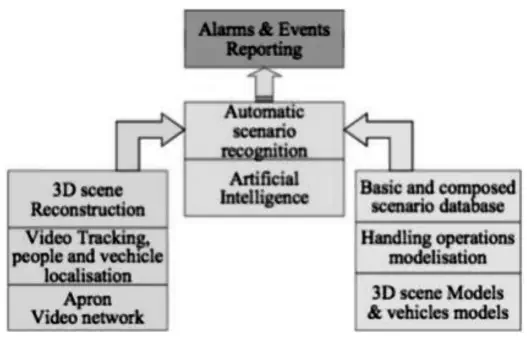 Alarms & Events
Reporting
Automatic
scenario
recognition
Artificial
Intelligence
3D scene
Reconstruction
Video Tracking,
people and vechicle
localisation
Apron
Video network
Basic and composed
scenario database
Handling operations
modelisation
3D scene Models
& vehicles models